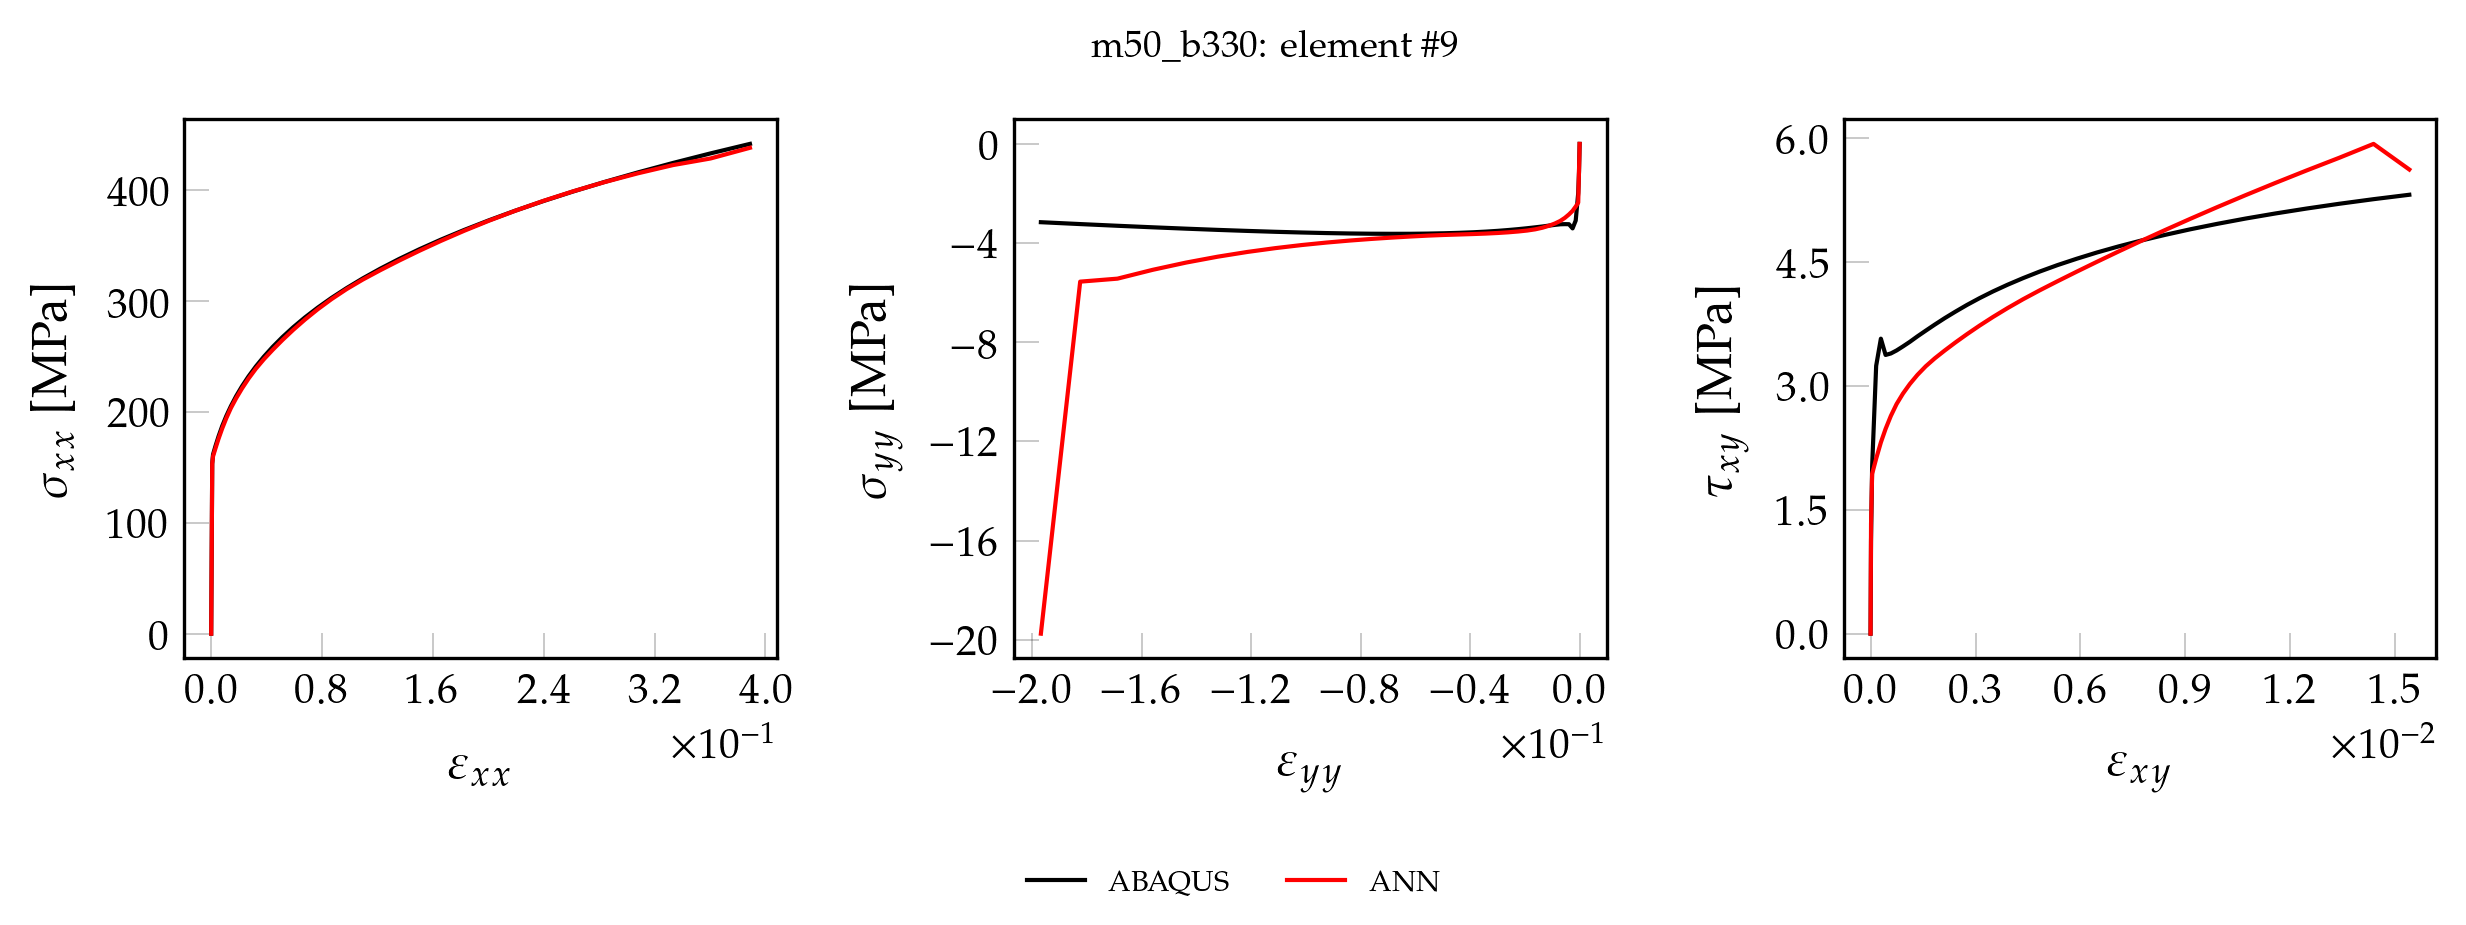 m50_b330: element #9
σxx [MPa]
400
300
200
100
0
0.0 0.8 1.6 2.4 3.2 4.0
×10⁻¹
εxx
σyy [MPa]
0
−4
−8
−12
−16
−20
−2.0 −1.6 −1.2 −0.8 −0.4 0.0
×10⁻¹
εyy
τxy [MPa]
6.0
4.5
3.0
1.5
0.0
0.0 0.3 0.6 0.9 1.2 1.5
×10⁻²
εxy
ABAQUS ANN